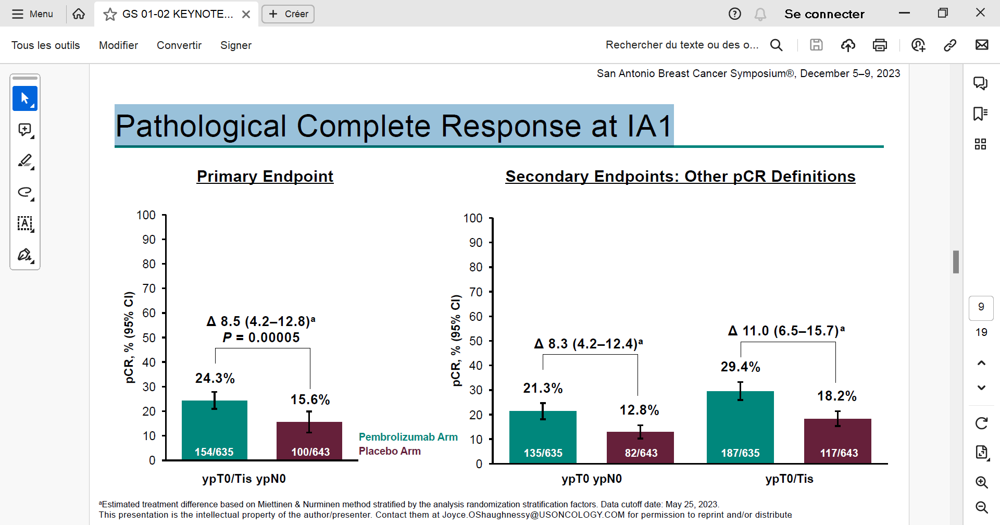 Menu
GS 01-02 KEYNOTE...
Créer
Se connecter
Tous les outils
Modifier
Convertir
Signer
Rechercher du texte ou des o...
San Antonio Breast Cancer Symposium®, December 5–9, 2023
Pathological Complete Response at IA1
Primary Endpoint
Secondary Endpoints: Other pCR Definitions
pCR, % (95% CI)
100
90
80
70
60
50
40
30
20
10
0
Δ 8.5 (4.2–12.8)ᵃ
P = 0.00005
24.3%
15.6%
154/635
100/643
ypT0/Tis ypN0
Pembrolizumab Arm
Placebo Arm
pCR, % (95% CI)
100
90
80
70
60
50
40
30
20
10
0
Δ 8.3 (4.2–12.4)ᵃ
21.3%
12.8%
135/635
82/643
ypT0 ypN0
Δ 11.0 (6.5–15.7)ᵃ
29.4%
18.2%
187/635
117/643
ypT0/Tis
ᵃEstimated treatment difference based on Miettinen & Nurminen method stratified by the analysis randomization stratification factors. Data cutoff date: May 25, 2023.
This presentation is the intellectual property of the author/presenter. Contact them at Joyce.OShaughnessy@USONCOLOGY.COM for permission to reprint and/or distribute
9
19